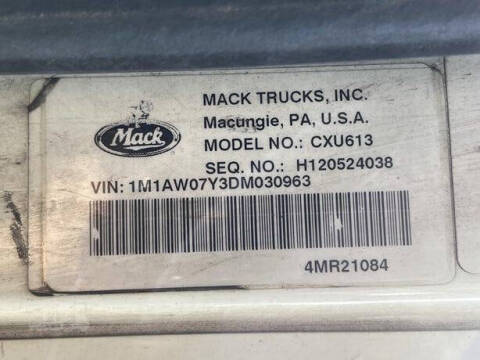 Mack
MACK TRUCKS, INC.
Macungie, PA, U.S.A.
MODEL NO.: CXU613
SEQ. NO.: H120524038
VIN: 1M1AW07Y3DM030963
4MR21084